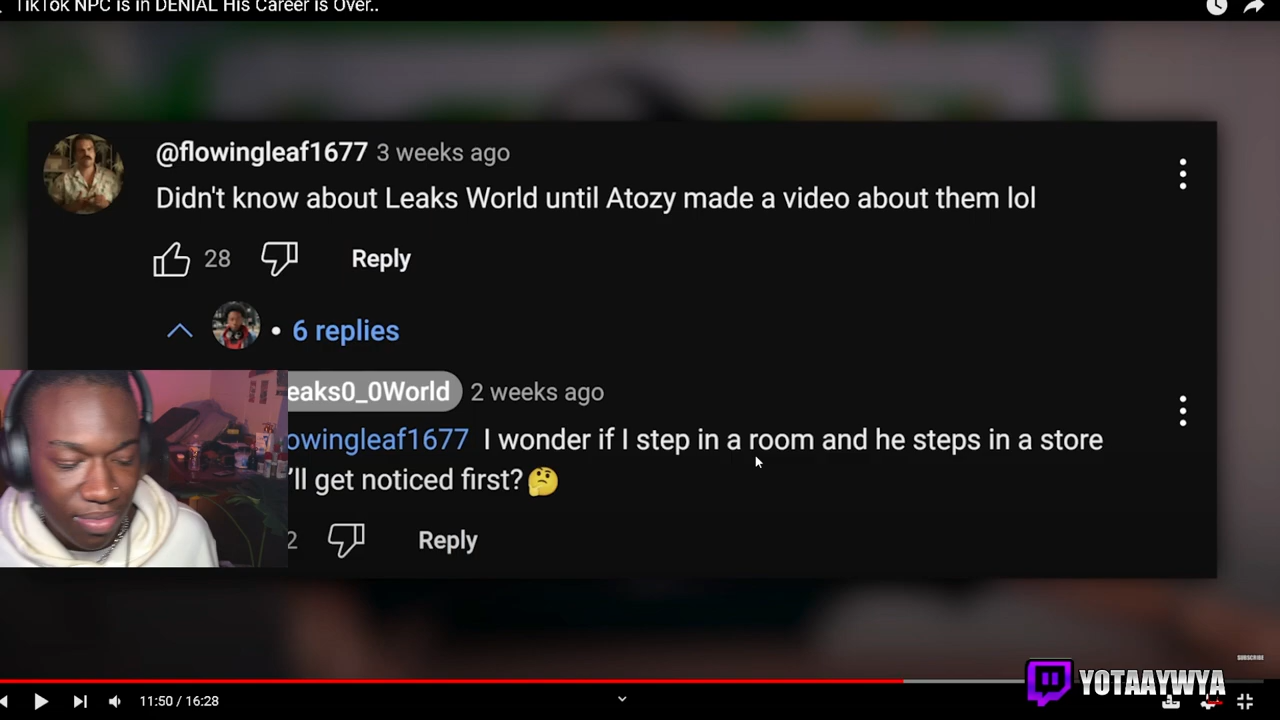 TikTok NPC is in DENIAL His Career is Over..
@flowingleaf1677 3 weeks ago
Didn't know about Leaks World until Atozy made a video about them lol
28 Reply
• 6 replies
eaks0_0World 2 weeks ago
owingleaf1677 I wonder if I step in a room and he steps in a store
'll get noticed first?🤔
2 Reply
SUBSCRIBE
YOTAAYWYA
11:50 / 16:28